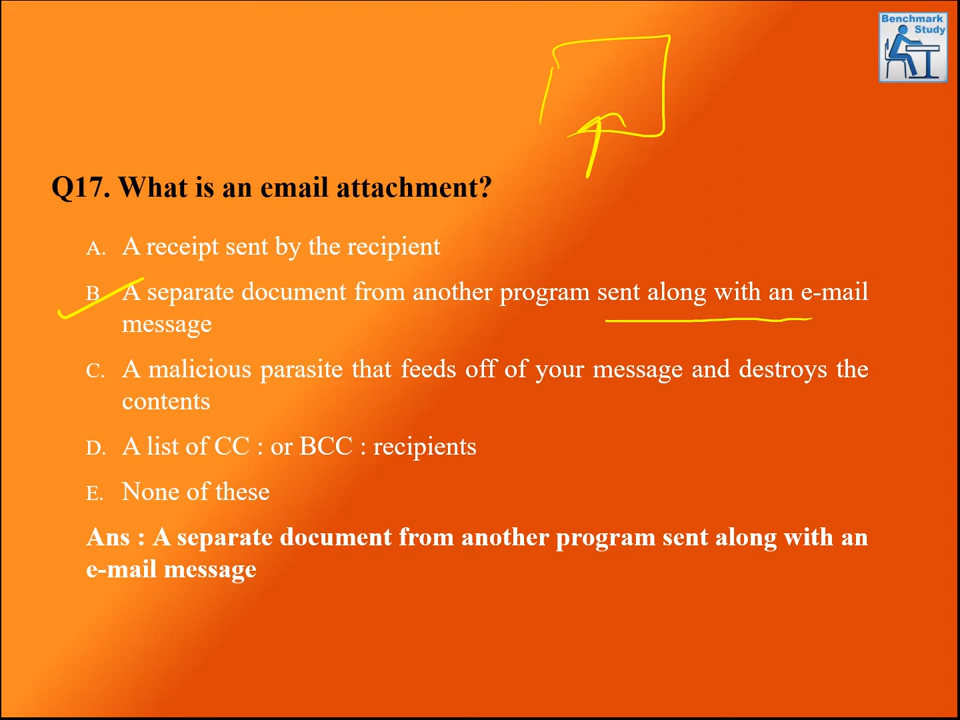 Benchmark
Study
Q17. What is an email attachment?
A. A receipt sent by the recipient
B. A separate document from another program sent along with an e-mail
message
C. A malicious parasite that feeds off of your message and destroys the
contents
D. A list of CC : or BCC : recipients
E. None of these
Ans : A separate document from another program sent along with an
e-mail message